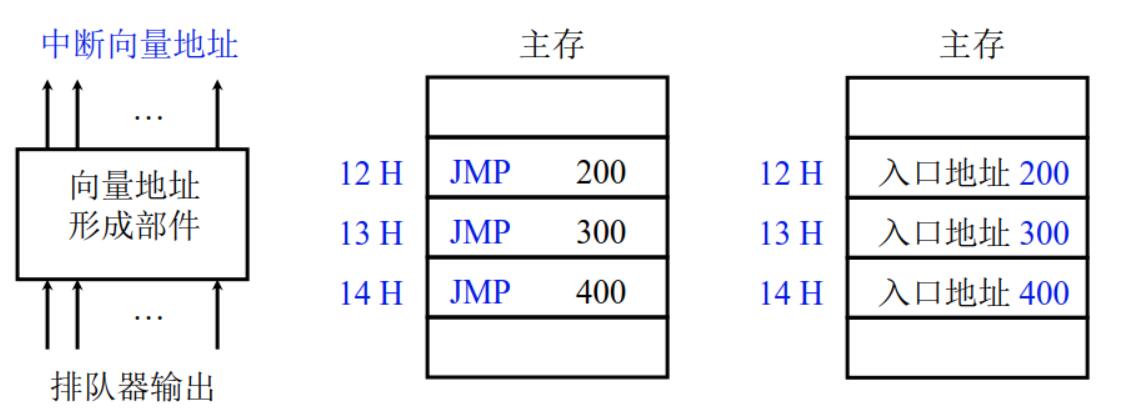 中断向量地址
…
向量地址
形成部件
…
排队器输出
主存
12 H JMP 200
13 H JMP 300
14 H JMP 400
主存
12 H 入口地址 200
13 H 入口地址 300
14 H 入口地址 400